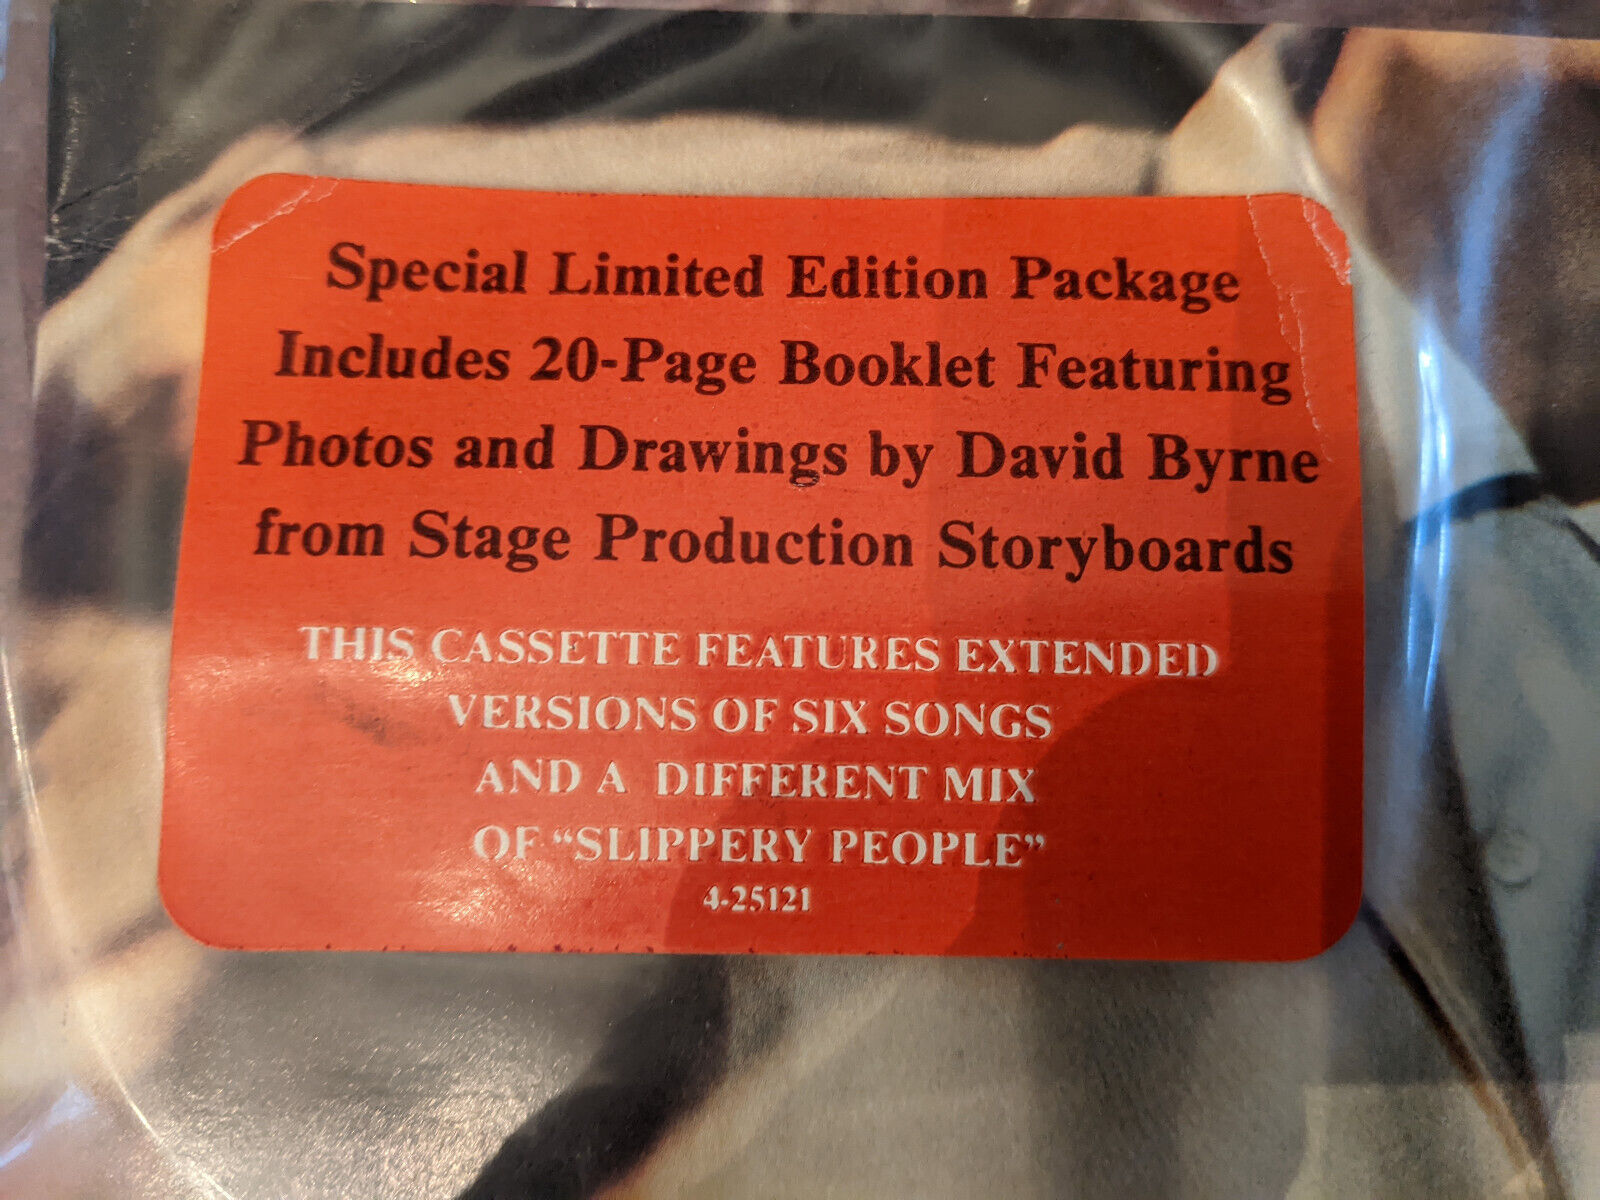 Special Limited Edition Package
Includes 20-Page Booklet Featuring
Photos and Drawings by David Byrne
from Stage Production Storyboards
THIS CASSETTE FEATURES EXTENDED
VERSIONS OF SIX SONGS
AND A DIFFERENT MIX
OF “SLIPPERY PEOPLE”
4-25121